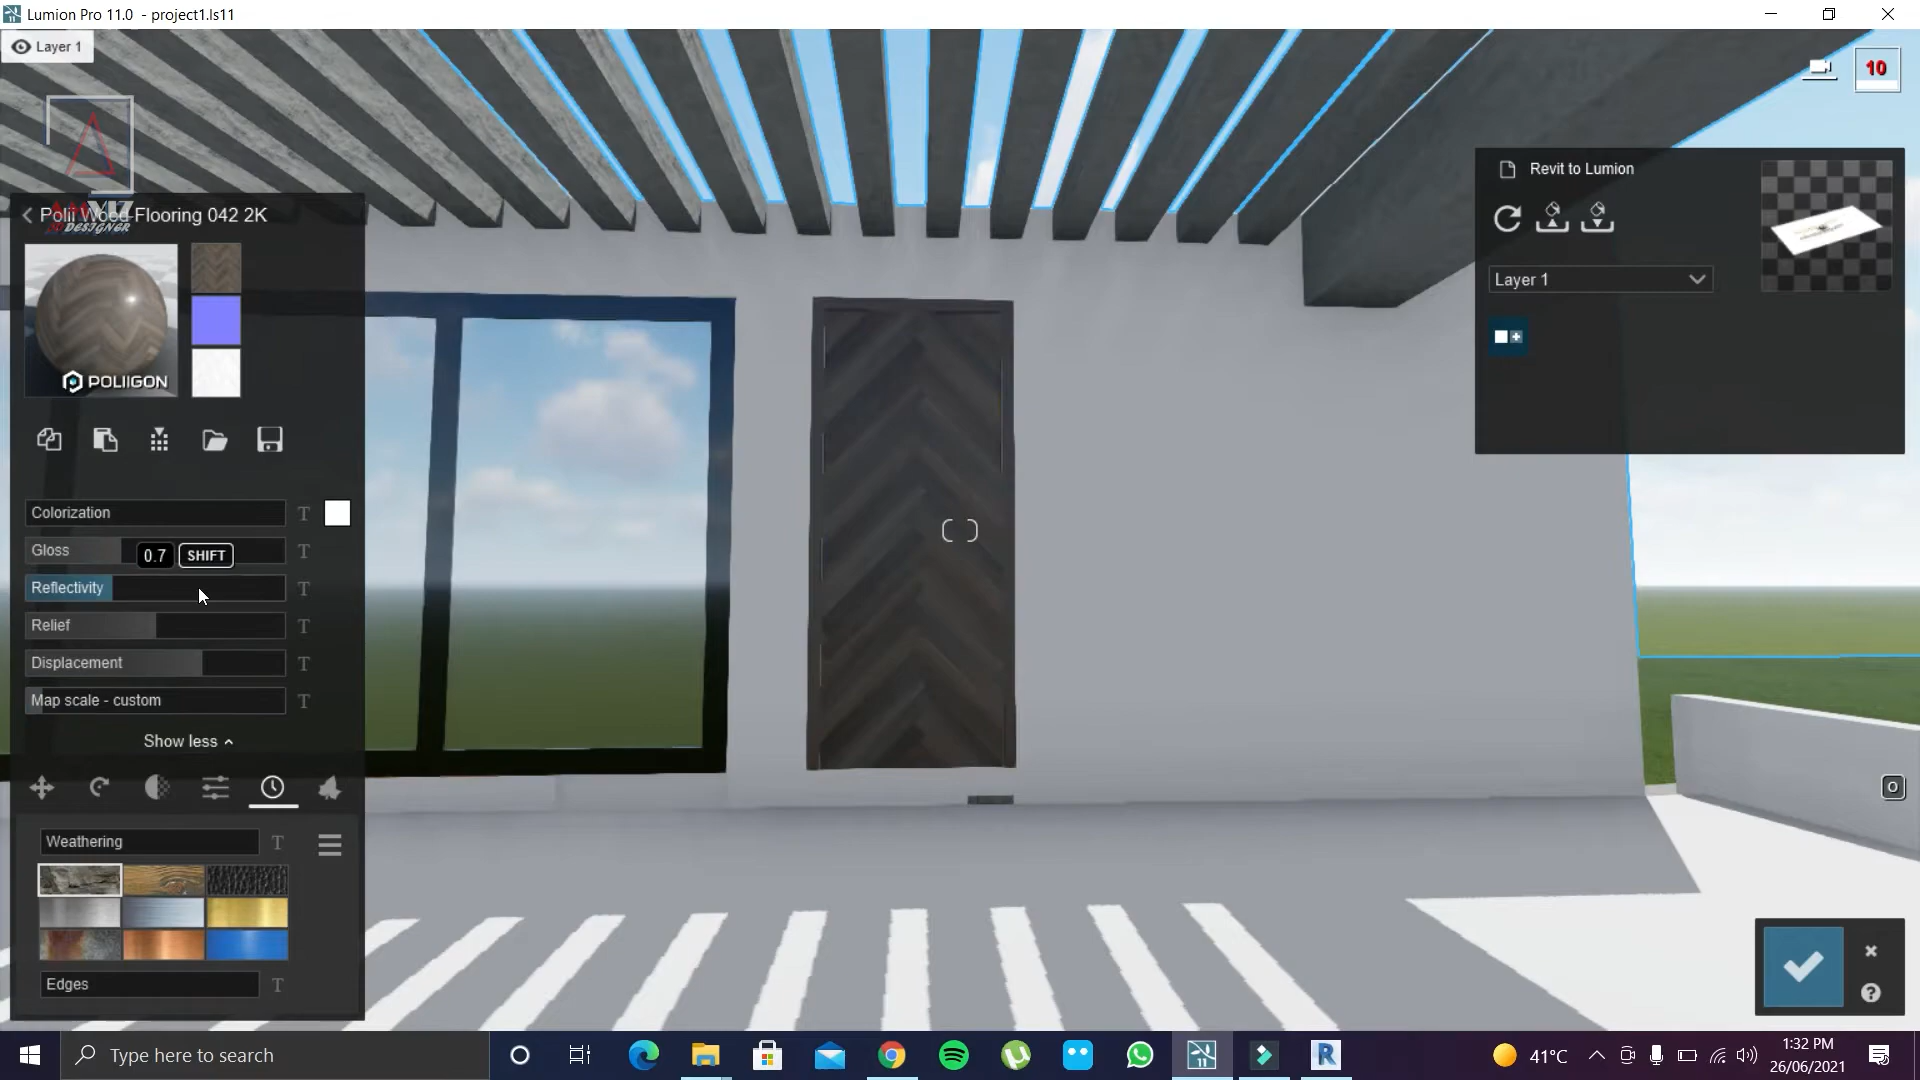 Lumion Pro 11.0 - project1.ls11
Layer 1
10
Revit to Lumion
Layer 1
Polii Wood Flooring 042 2K
DESIGNER
POLIIGON
Colorization
T
Gloss
0.7
SHIFT
T
Reflectivity
T
Relief
T
Displacement
T
Map scale - custom
T
Show less
Weathering
T
Edges
T
O
Type here to search
41°C
1:32 PM
26/06/2021